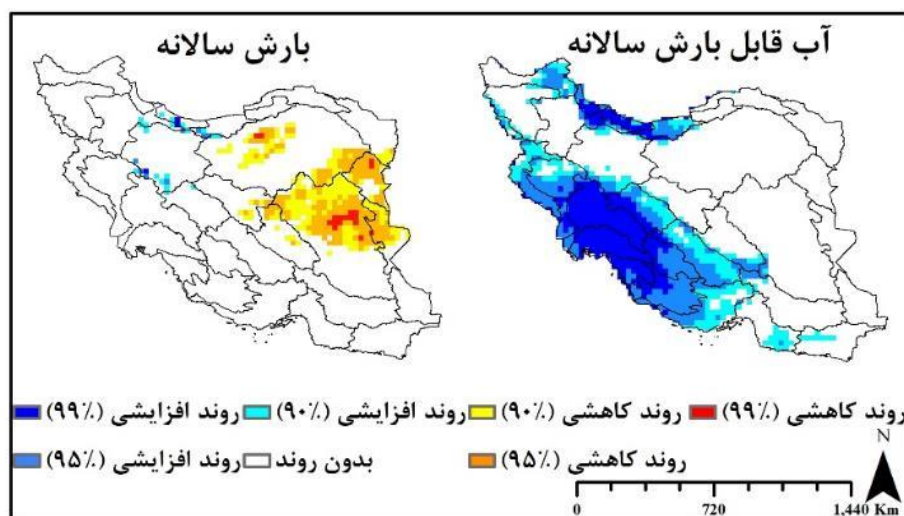 آب قابل بارش سالانه
بارش سالانه
روند کاهشی (۹۹٪)
روند کاهشی (۹۰٪)
روند افزایشی (۹۰٪)
روند افزایشی (۹۹٪)
روند کاهشی (۹۵٪)
بدون روند
روند افزایشی (۹۵٪)
N
0 720 1,440 Km